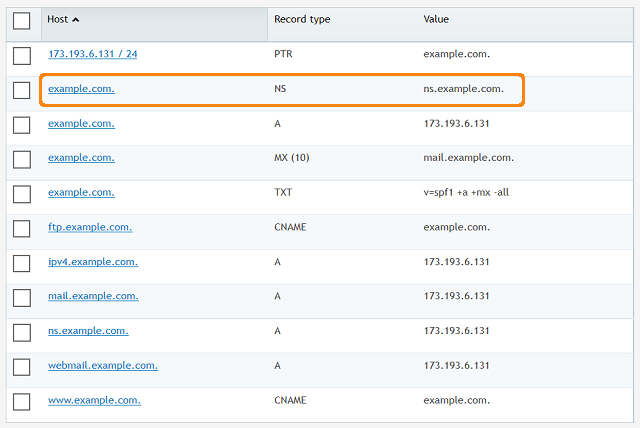 Host Record type Value
173.193.6.131 / 24 PTR example.com.
example.com. NS ns.example.com.
example.com. A 173.193.6.131
example.com. MX (10) mail.example.com.
example.com. TXT v=spf1 +a +mx -all
ftp.example.com. CNAME example.com.
ipv4.example.com. A 173.193.6.131
mail.example.com. A 173.193.6.131
ns.example.com. A 173.193.6.131
webmail.example.com. A 173.193.6.131
www.example.com. CNAME example.com.